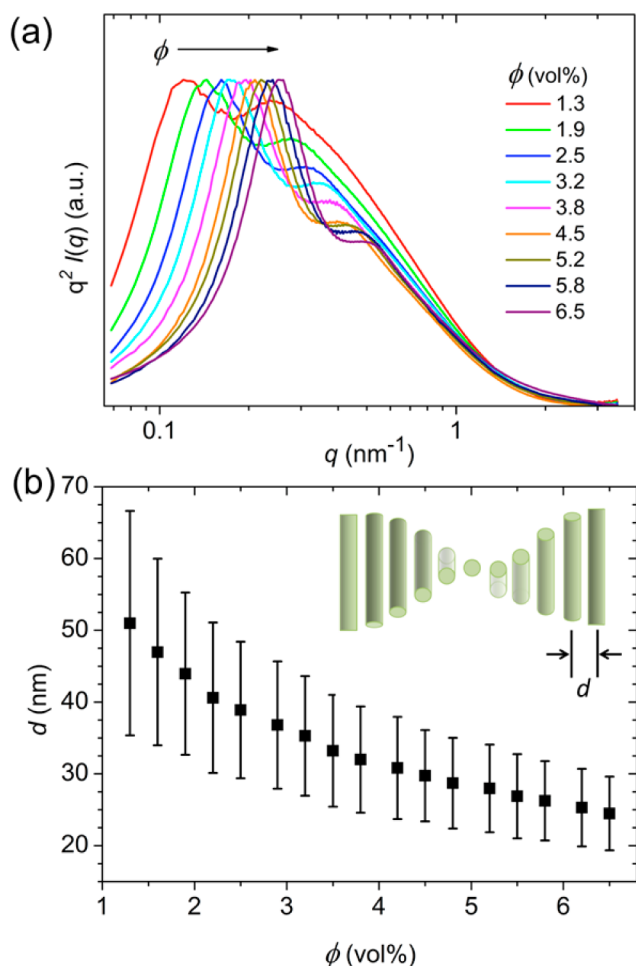 (a)
ϕ
ϕ (vol%)
1.3
1.9
2.5
3.2
3.8
4.5
5.2
5.8
6.5
q² I(q) (a.u.)
0.1
1
q (nm⁻¹)
(b)
70
60
50
40
30
20
d (nm)
d
1
2
3
4
5
6
ϕ (vol%)